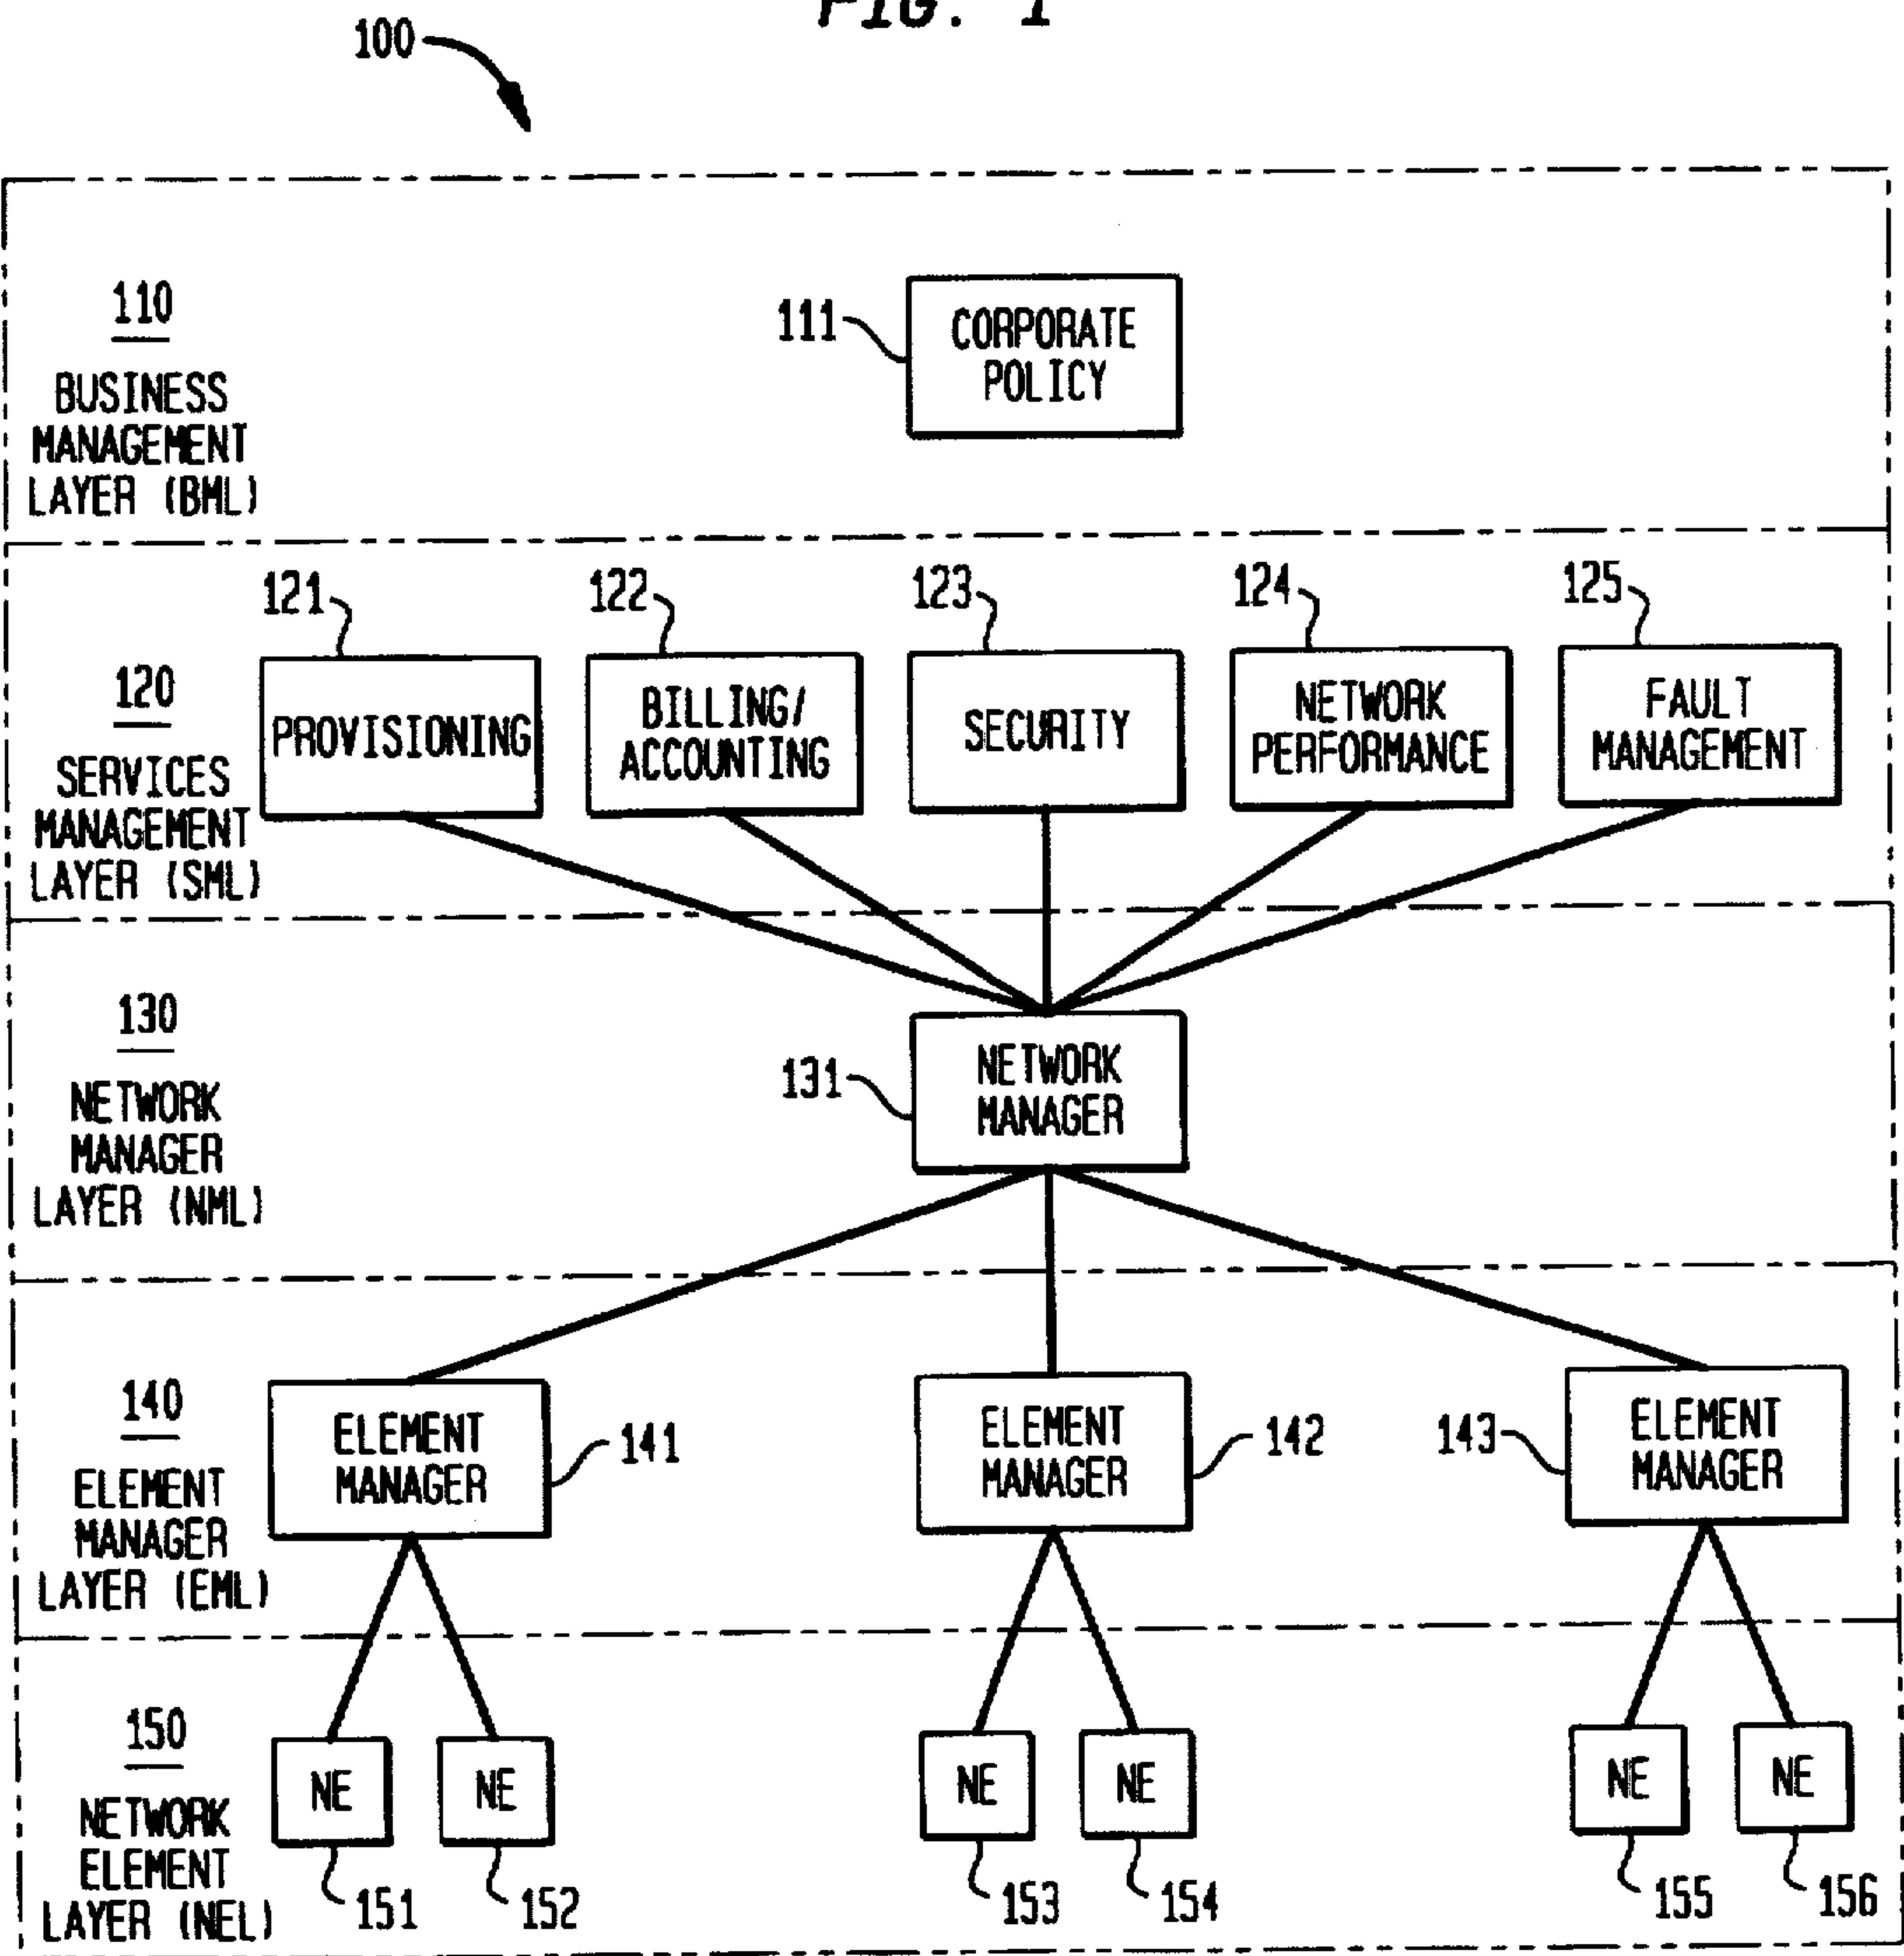 FIG. 1
100
110
BUSINESS
MANAGEMENT
LAYER (BML)
111
CORPORATE
POLICY
121
122
123
124
125
120
SERVICES
MANAGEMENT
LAYER (SML)
PROVISIONING
BILLING/
ACCOUNTING
SECURITY
NETWORK
PERFORMANCE
FAULT
MANAGEMENT
130
NETWORK
MANAGER
LAYER (NML)
131
NETWORK
MANAGER
140
ELEMENT
MANAGER
LAYER (EML)
ELEMENT
MANAGER
141
ELEMENT
MANAGER
142
143
ELEMENT
MANAGER
150
NETWORK
ELEMENT
LAYER (NEL)
NE
NE
NE
NE
NE
NE
151
152
153
154
155
156